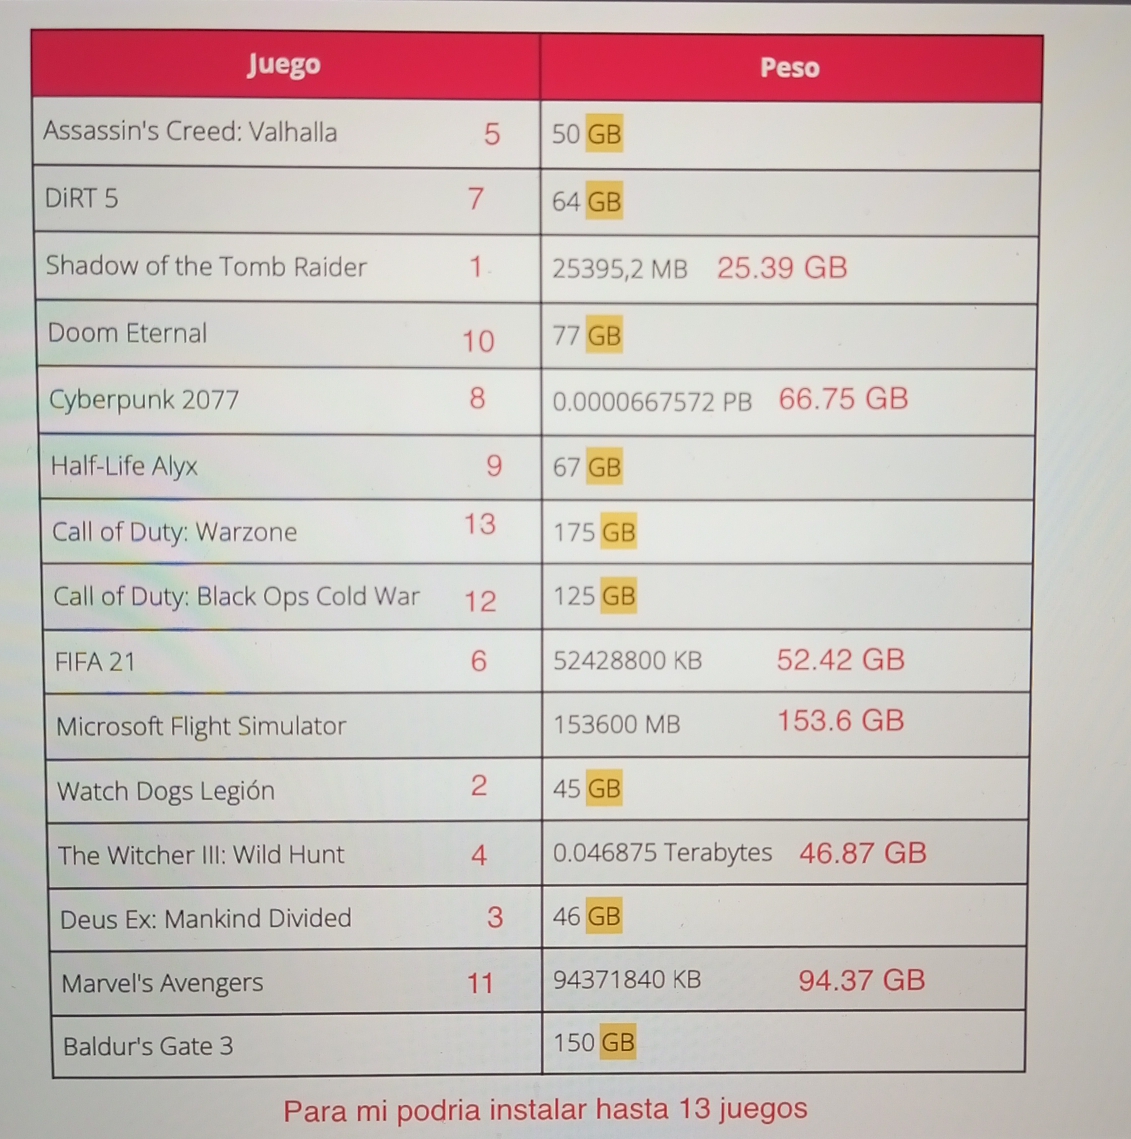 Juego Peso
Assassin's Creed: Valhalla 5 50 GB
DiRT 5 7 64 GB
Shadow of the Tomb Raider 1 25395,2 MB 25.39 GB
Doom Eternal 10 77 GB
Cyberpunk 2077 8 0.0000667572 PB 66.75 GB
Half-Life Alyx 9 67 GB
Call of Duty: Warzone 13 175 GB
Call of Duty: Black Ops Cold War 12 125 GB
FIFA 21 6 52428800 KB 52.42 GB
Microsoft Flight Simulator 153600 MB 153.6 GB
Watch Dogs Legión 2 45 GB
The Witcher III: Wild Hunt 4 0.046875 Terabytes 46.87 GB
Deus Ex: Mankind Divided 3 46 GB
Marvel's Avengers 11 94371840 KB 94.37 GB
Baldur's Gate 3 150 GB
Para mi podria instalar hasta 13 juegos